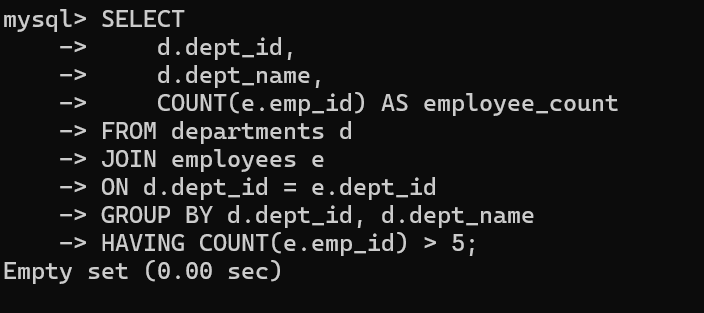 mysql> SELECT
    ->     d.dept_id,
    ->     d.dept_name,
    ->     COUNT(e.emp_id) AS employee_count
    -> FROM departments d
    -> JOIN employees e
    -> ON d.dept_id = e.dept_id
    -> GROUP BY d.dept_id, d.dept_name
    -> HAVING COUNT(e.emp_id) > 5;
Empty set (0.00 sec)